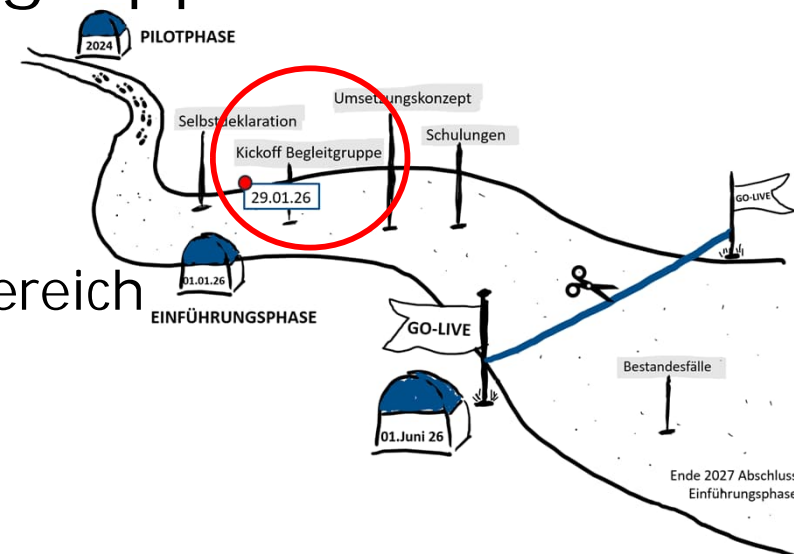 2024
PILOTPHASE
Umsetzungskonzept
Selbstdeklaration
Schulungen
Kickoff Begleitgruppe
29.01.26
GO-LIVE
01.01.26
ereich
EINFÜHRUNGSPHASE
GO-LIVE
Bestandesfälle
01.Juni 26
Ende 2027 Abschluss
Einführungsphase